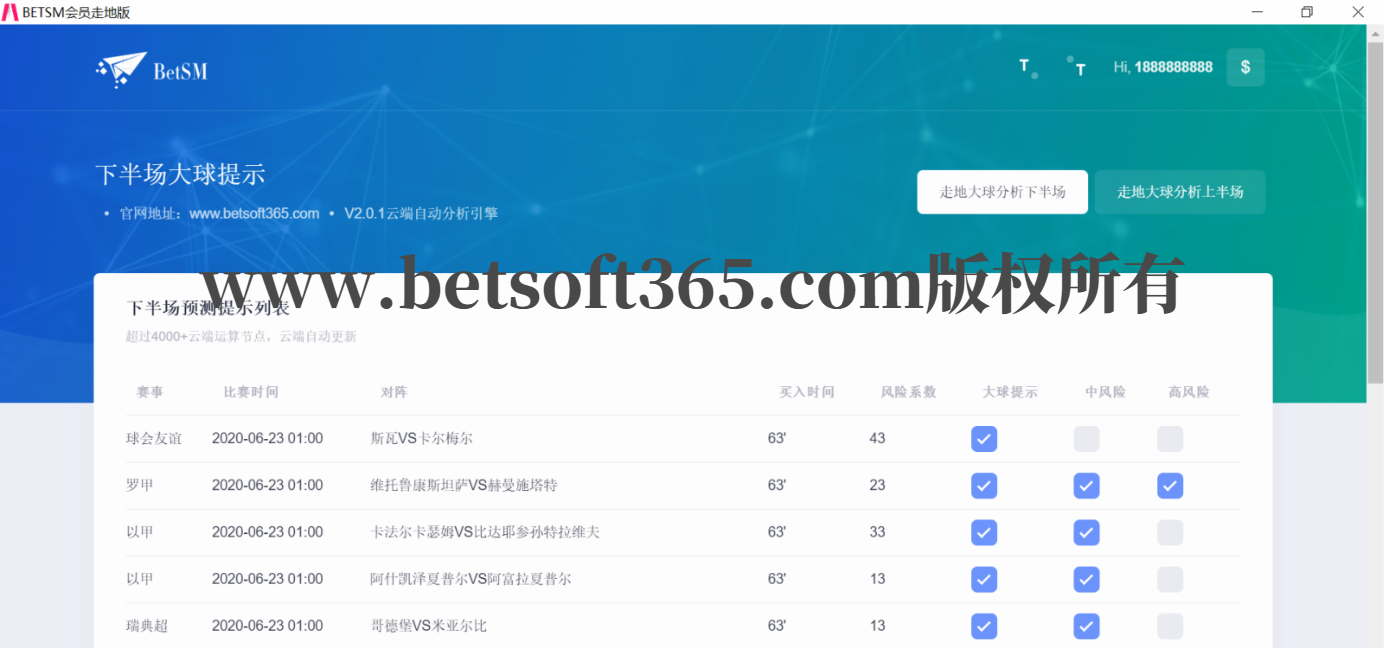 BETSM会员走地版
BetSM
T
T
Hi, 1888888888
$
下半场大球提示
• 官网地址：www.betsoft365.com • V2.0.1云端自动分析引擎
走地大球分析下半场
走地大球分析上半场
www.betsoft365.com版权所有
下半场预测提示列表
超过4000+云端运算节点，云端自动更新
赛事 比赛时间 对阵 买入时间 风险系数 大球提示 中风险 高风险
球会友谊 2020-06-23 01:00 斯瓦VS卡尔梅尔 63' 43
罗甲 2020-06-23 01:00 维托鲁康斯坦萨VS赫曼施塔特 63' 23
以甲 2020-06-23 01:00 卡法尔卡瑟姆VS比达耶参孙特拉维夫 63' 33
以甲 2020-06-23 01:00 阿什凯泽夏普尔VS阿富拉夏普尔 63' 13
瑞典超 2020-06-23 01:00 哥德堡VS米亚尔比 63' 13